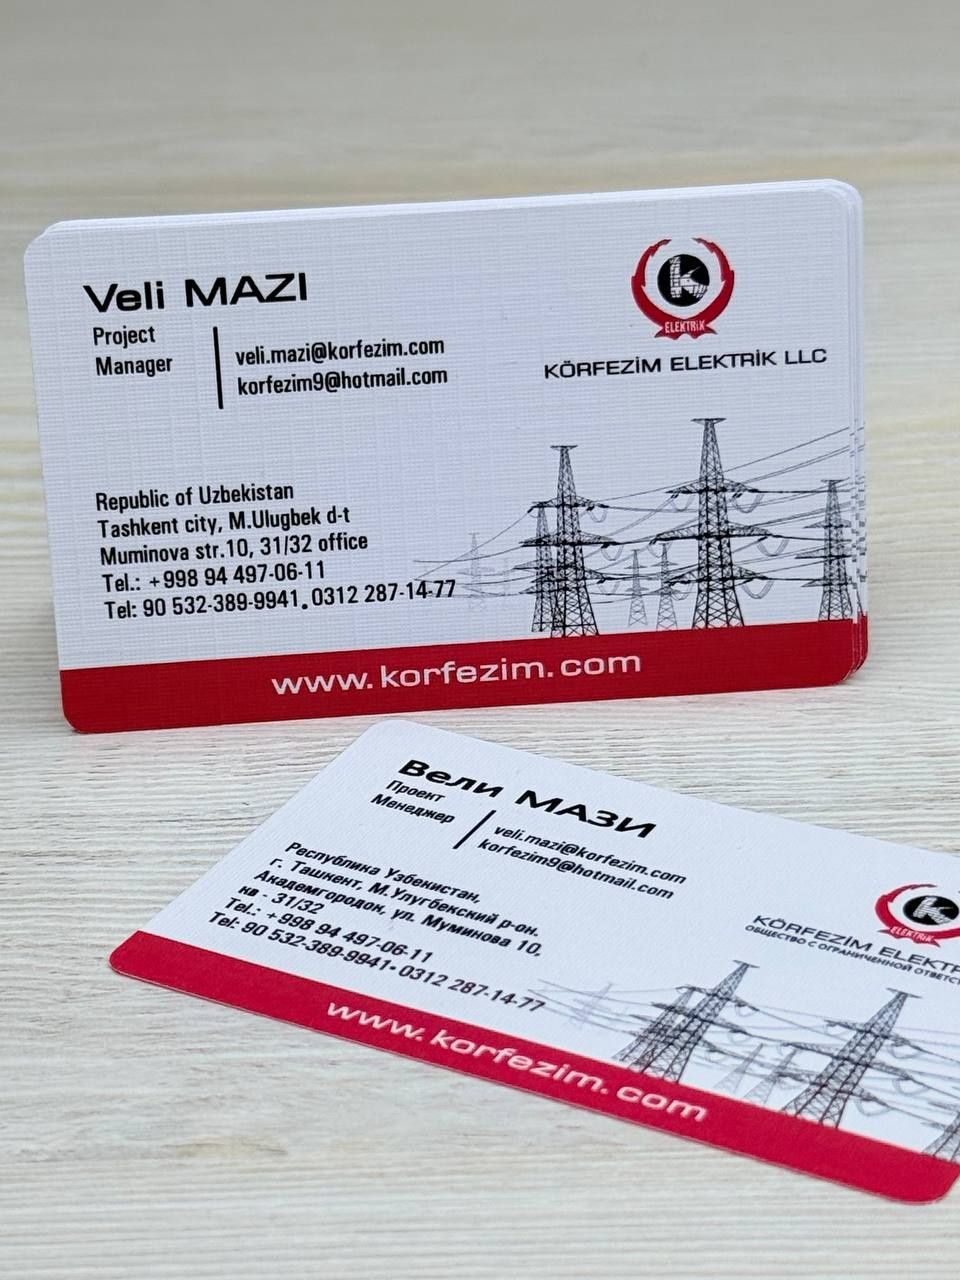 Veli MAZI
Project
Manager
veli.mazi@korfezim.com
korfezim9@hotmail.com
ELEKTRİK
KÖRFEZİM ELEKTRİK LLC
Republic of Uzbekistan
Tashkent city, M.Ulugbek d-t
Muminova str.10, 31/32 office
Tel.: +998 94 497-06-11
Tel: 90 532-389-9941.0312 287-14-77
www.korfezim.com
Вели МАЗИ
Проект
Менеджер
veli.mazi@korfezim.com
korfezim9@hotmail.com
ELEKTRİK
KÖRFEZİM
ОБЩЕСТВО С ОГРАНИЧЕННОЙ
Республика Узбекистан,
г. Ташкент, М.Улугбекский р-он.
Академгородок, ул. Муминова 10,
кв - 31/32
Tel.: +998 94 497-06-11
Tel: 90 532-389-9941.0312 287-14-77
www.korfezim.com